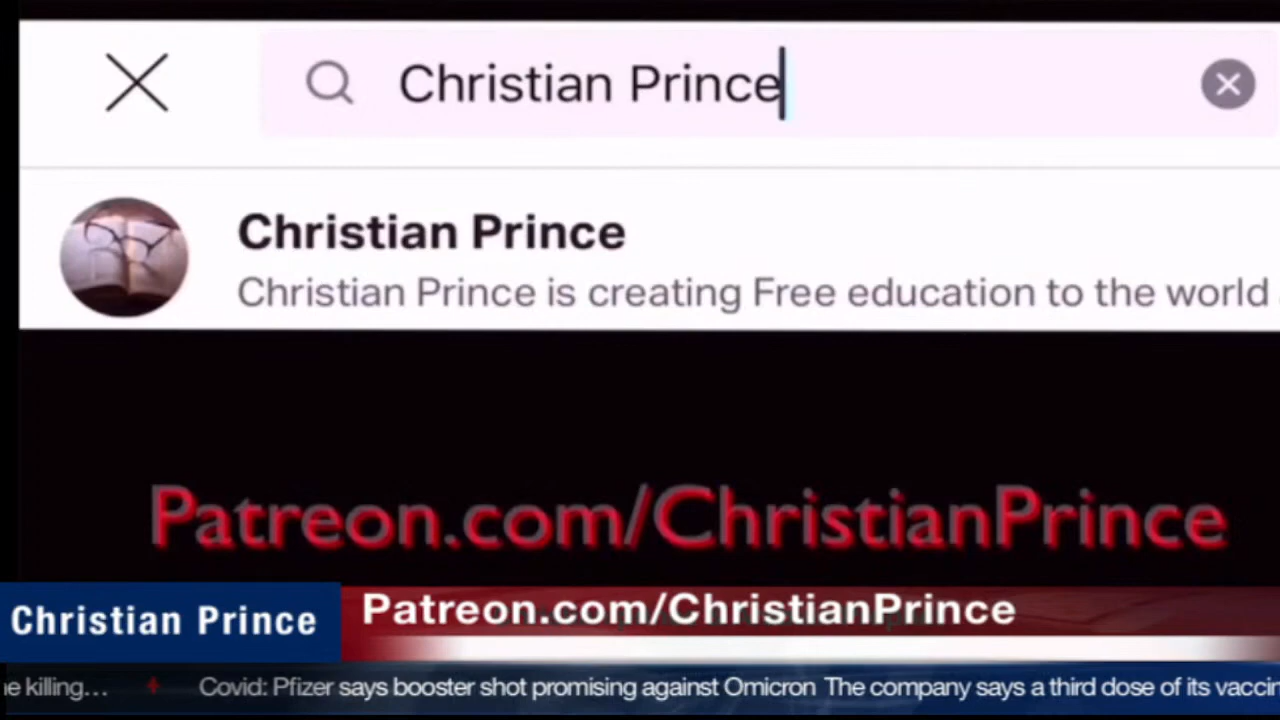 Christian Prince
Christian Prince
Christian Prince is creating Free education to the world
Patreon.com/ChristianPrince
Christian Prince
Patreon.com/ChristianPrince
killing... Covid: Pfizer says booster shot promising against Omicron The company says a third dose of its